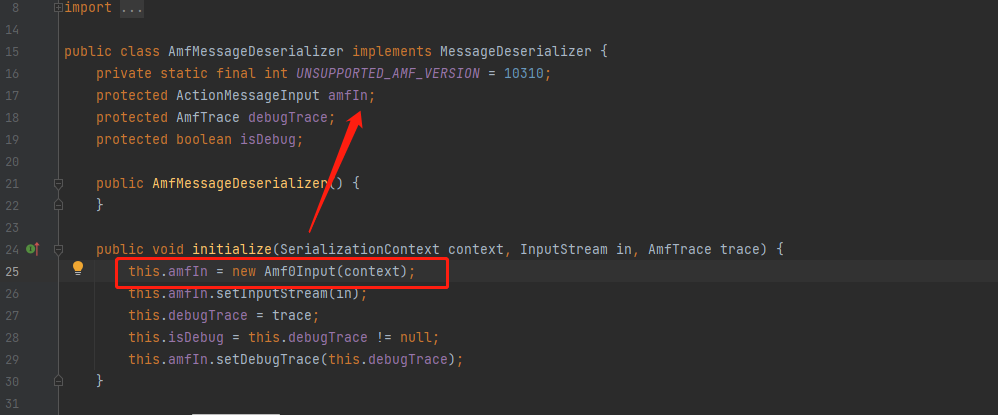 8 import ...
14
15 public class AmfMessageDeserializer implements MessageDeserializer {
16 private static final int UNSUPPORTED_AMF_VERSION = 10310;
17 protected ActionMessageInput amfIn;
18 protected AmfTrace debugTrace;
19 protected boolean isDebug;
20
21 public AmfMessageDeserializer() {
22 }
23
24 public void initialize(SerializationContext context, InputStream in, AmfTrace trace) {
25 this.amfIn = new Amf0Input(context);
26 this.amfIn.setInputStream(in);
27 this.debugTrace = trace;
28 this.isDebug = this.debugTrace != null;
29 this.amfIn.setDebugTrace(this.debugTrace);
30 }
31